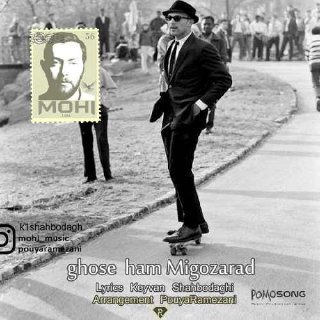 56
MOHI
k1shahbodagh
mohi_music
pouyaramezani
ghose ham Migozarad
Lyrics Keyvan Shahbodaghi
Arrangement PouyaRamezani
POMOSONG